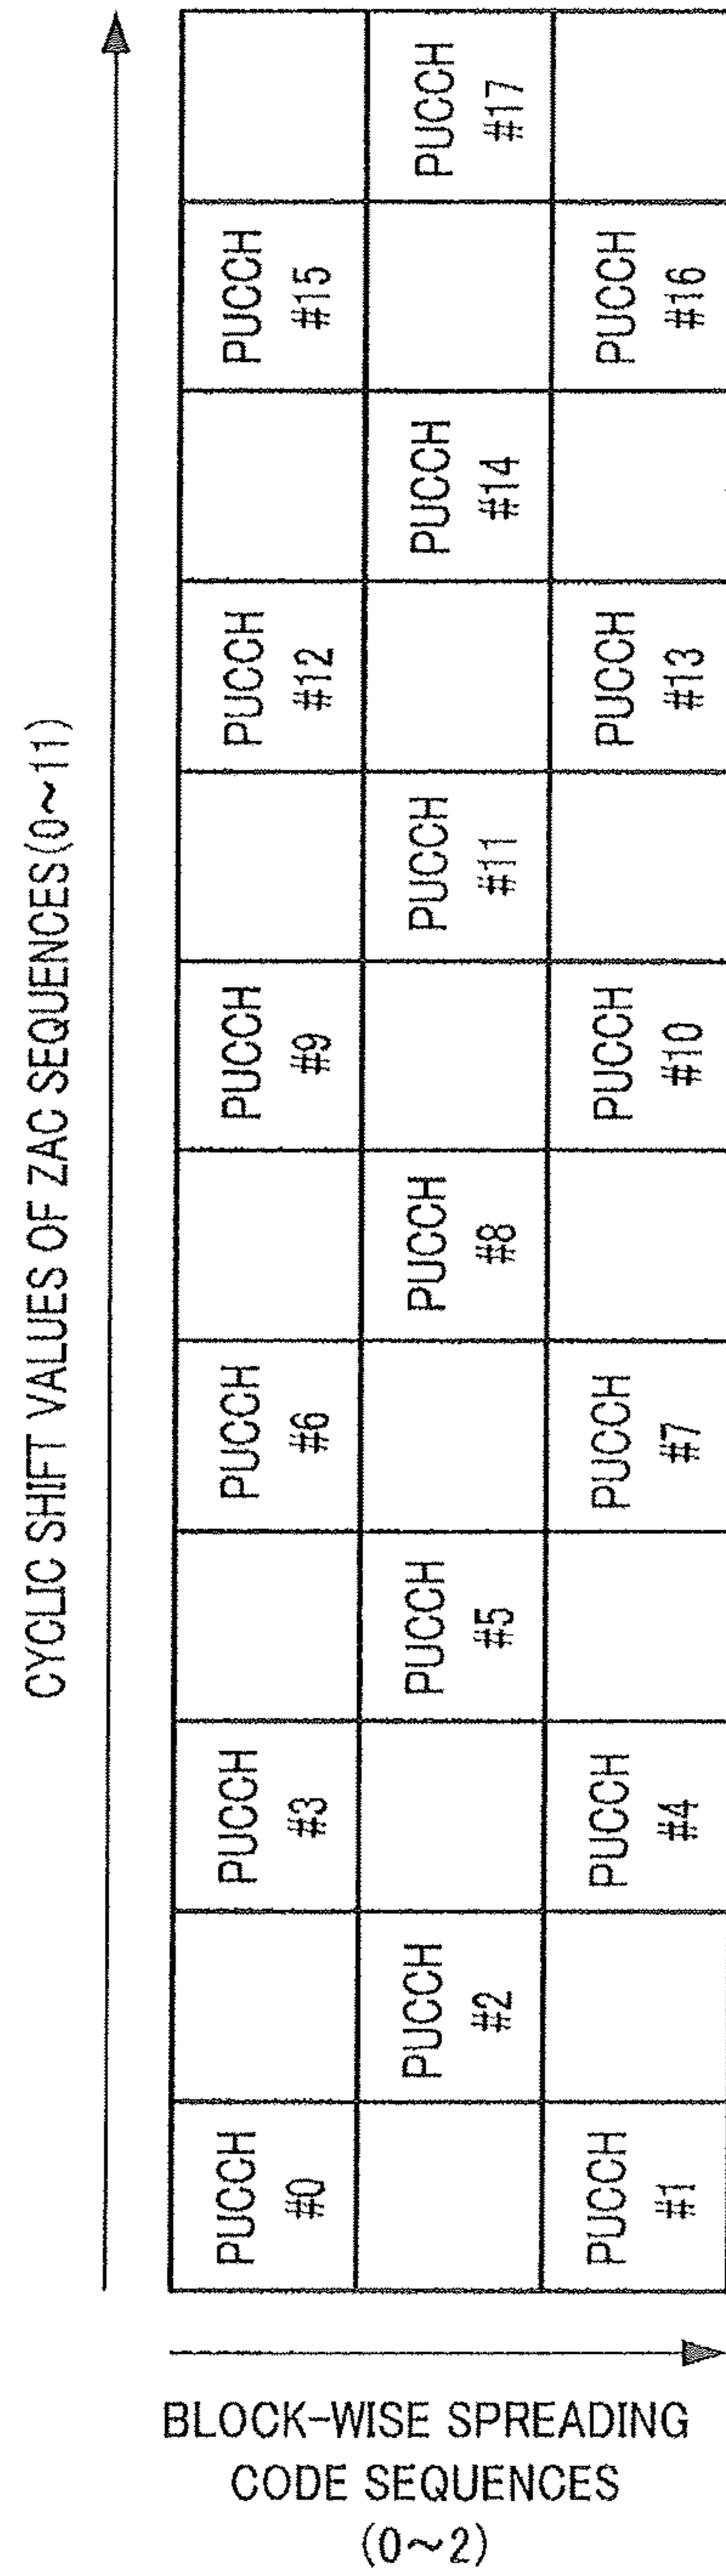 CYCLIC SHIFT VALUES OF ZAC SEQUENCES(0~11)
PUCCH
#0
PUCCH
#3
PUCCH
#6
PUCCH
#9
PUCCH
#12
PUCCH
#15
PUCCH
#2
PUCCH
#5
PUCCH
#8
PUCCH
#11
PUCCH
#14
PUCCH
#17
PUCCH
#1
PUCCH
#4
PUCCH
#7
PUCCH
#10
PUCCH
#13
PUCCH
#16
BLOCK-WISE SPREADING
CODE SEQUENCES
(0~2)